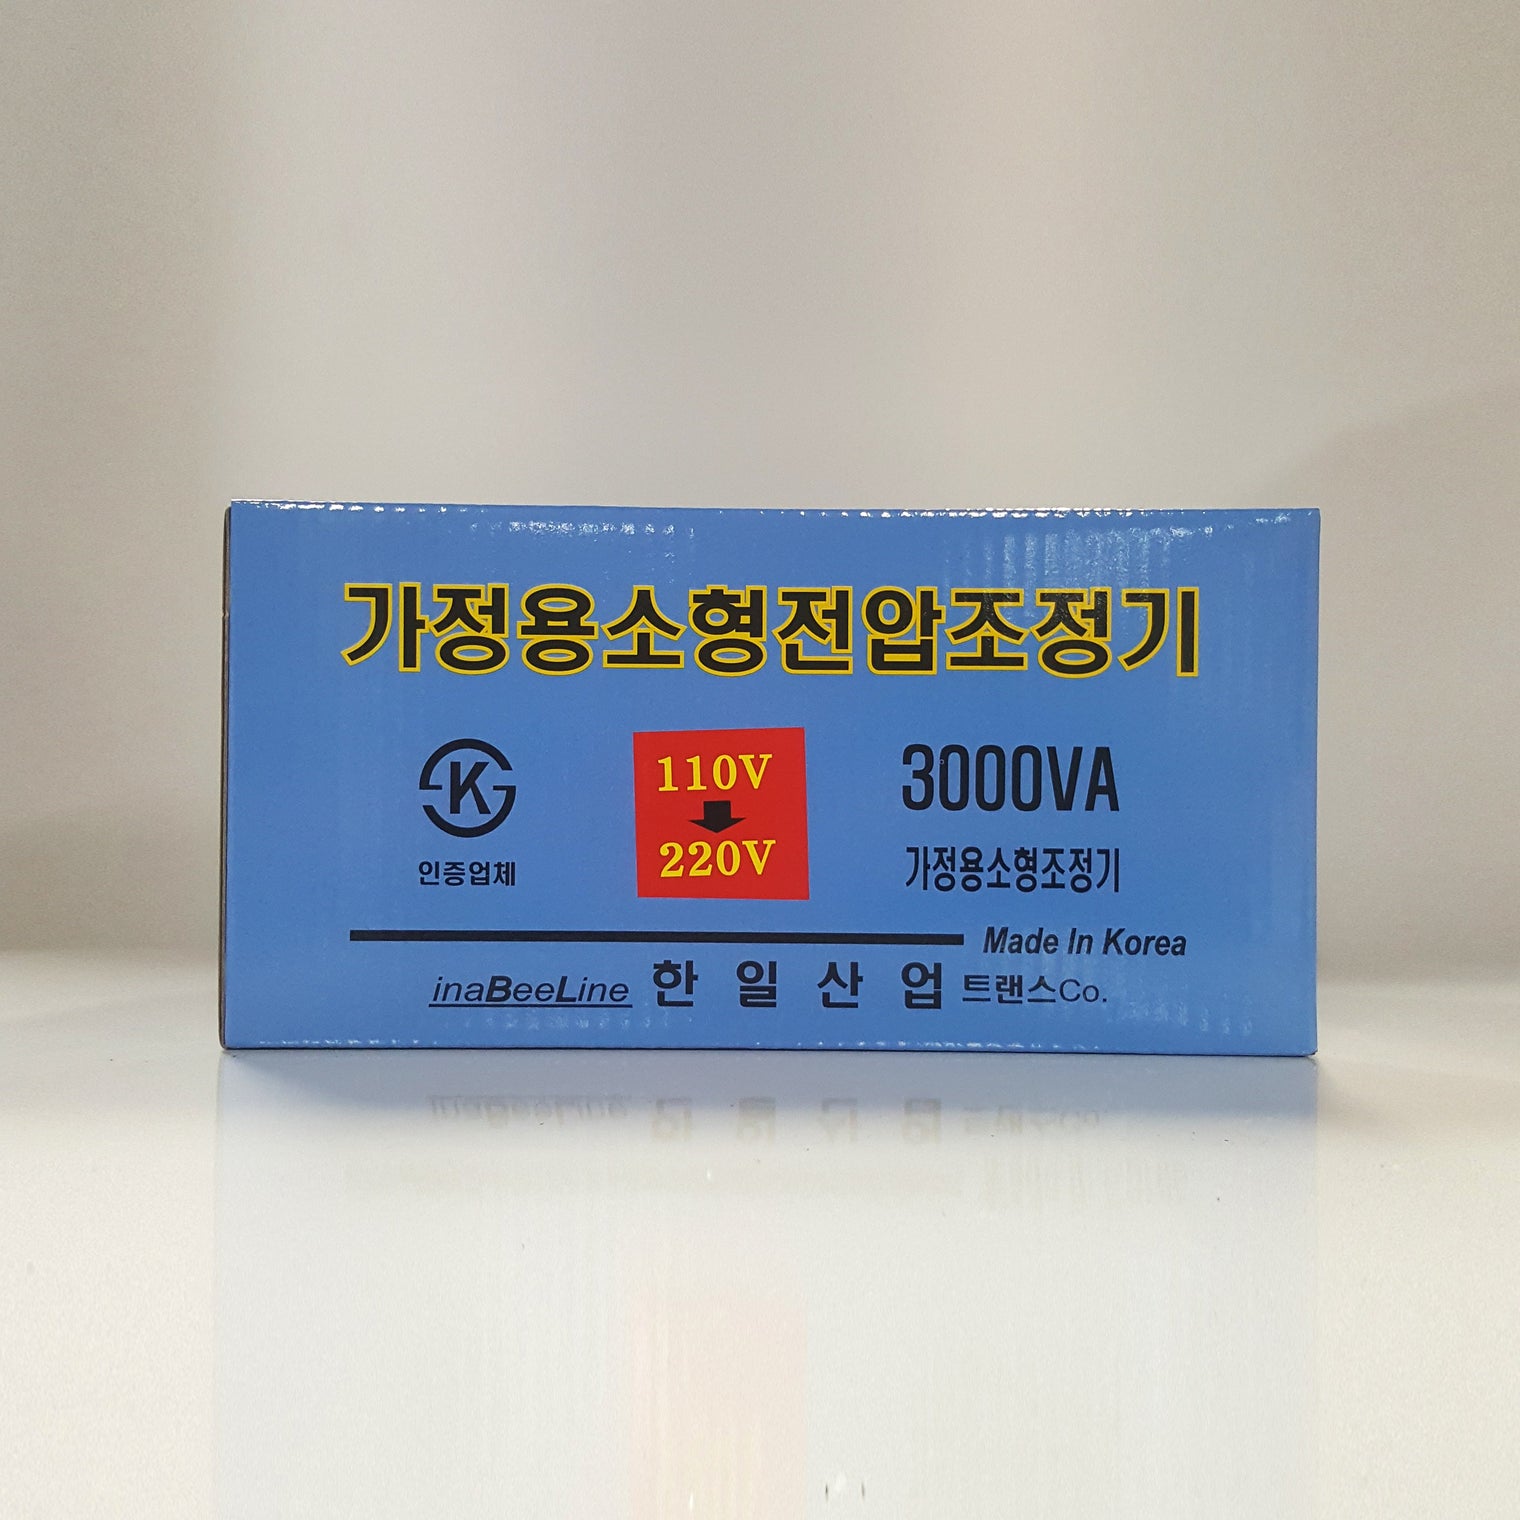 가정용소형전압조정기
K
인증업체
110V
220V
3000VA
가정용소형조정기
Made In Korea
inaBeeLine 한 일 산 업 트랜스Co.